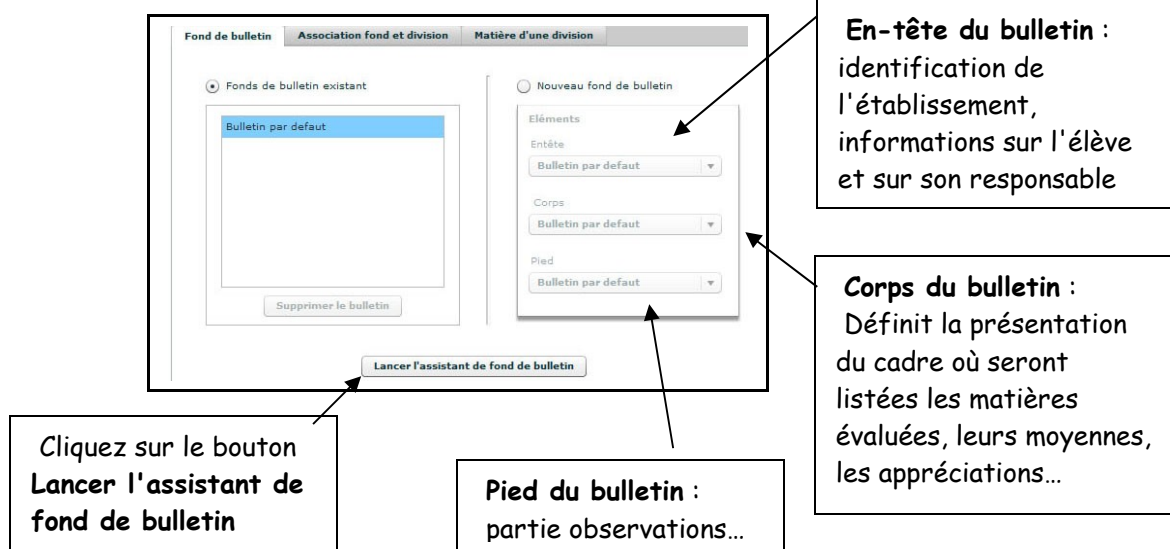 Fond de bulletin
Association fond et division
Matière d'une division
Fonds de bulletin existant
Bulletin par defaut
Supprimer le bulletin
Nouveau fond de bulletin
Eléments
Entête
Bulletin par defaut
Corps
Bulletin par defaut
Pied
Bulletin par defaut
Lancer l'assistant de fond de bulletin
En-tête du bulletin :
identification de
l'établissement,
informations sur l'élève
et sur son responsable
Corps du bulletin :
Définit la présentation
du cadre où seront
listées les matières
évaluées, leurs moyennes,
les appréciations…
Cliquez sur le bouton
Lancer l'assistant de
fond de bulletin
Pied du bulletin :
partie observations…